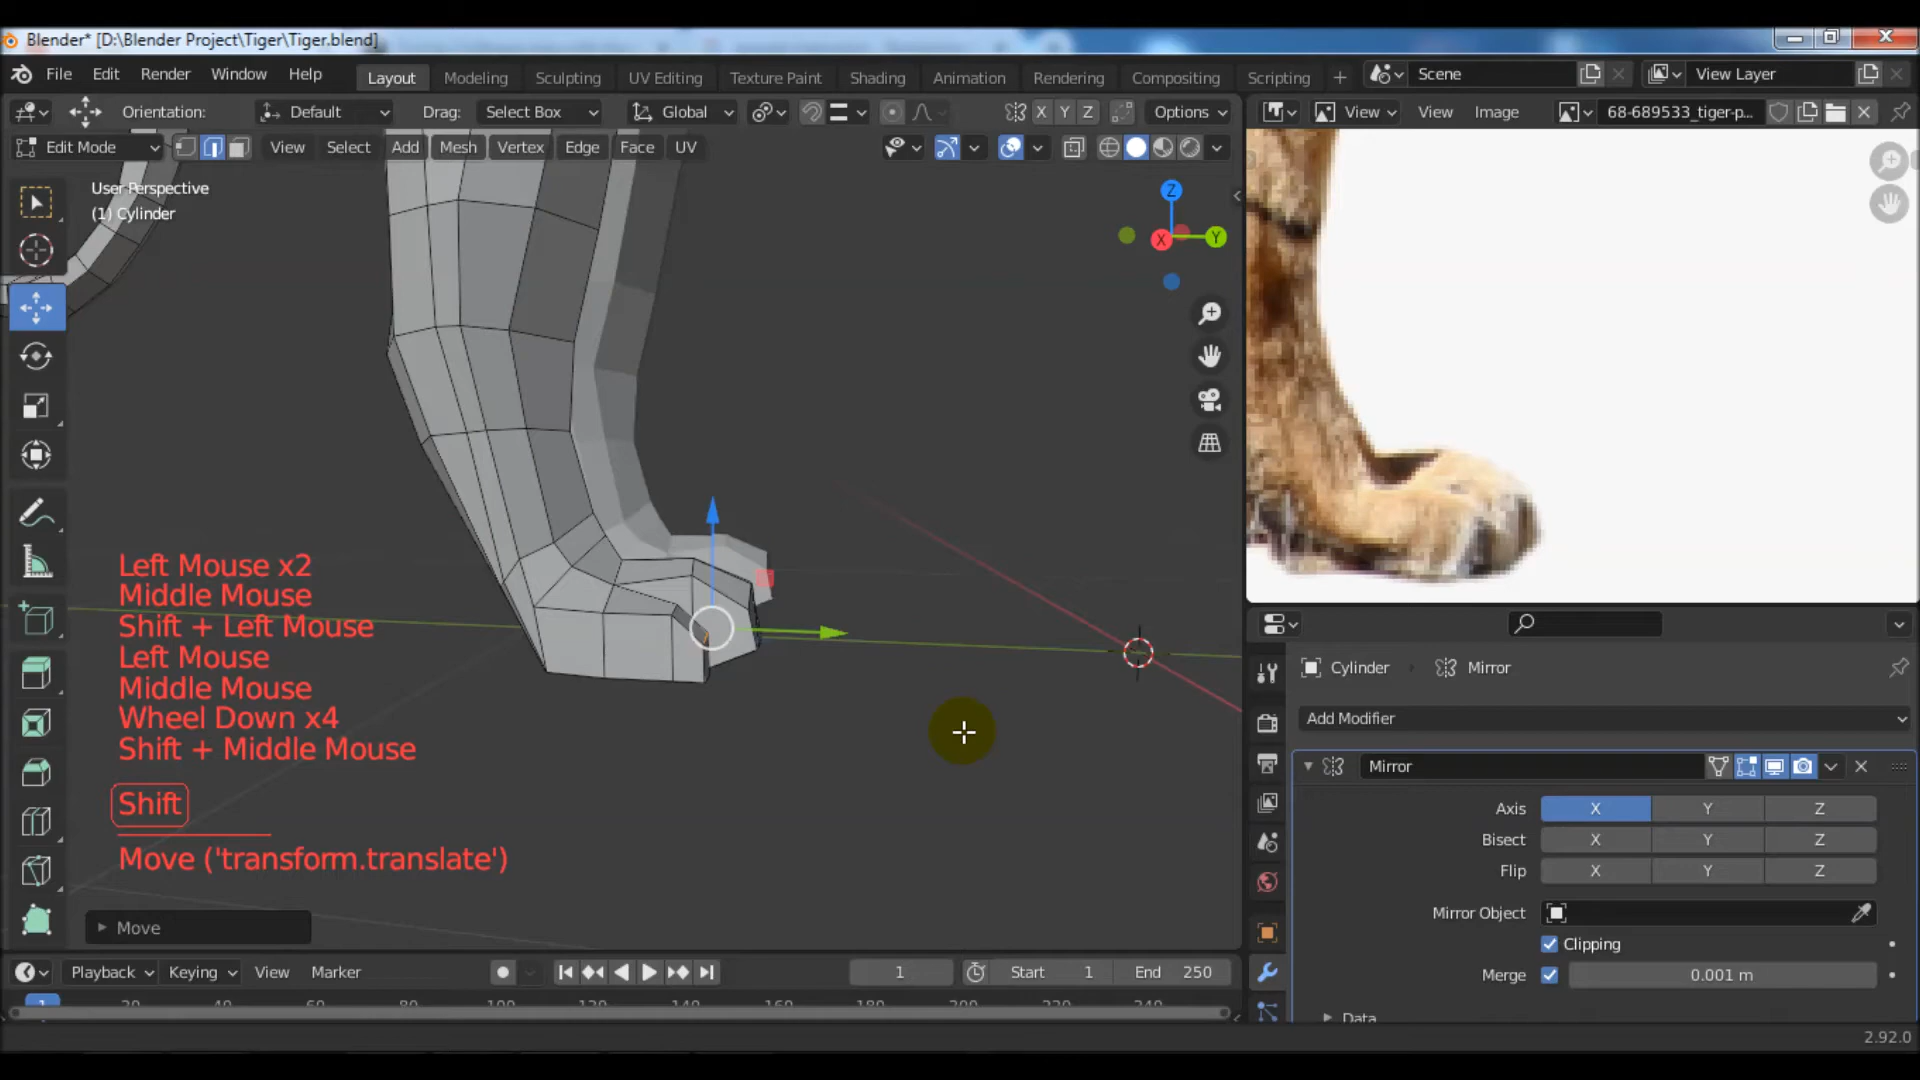 Blender* [D:\Blender Project\Tiger\Tiger.blend]
File Edit Render Window Help Layout Modeling Sculpting UV Editing Texture Paint Shading Animation Rendering Compositing Scripting + Scene View Layer
Orientation: Default Drag: Select Box Global X Y Z Options View View Image 68-689533_tiger-p...
Edit Mode View Select Add Mesh Vertex Edge Face UV
User Perspective
(1) Cylinder
Z
X
Y
Left Mouse x2
Middle Mouse
Shift + Left Mouse
Left Mouse
Middle Mouse
Wheel Down x4
Shift + Middle Mouse
Shift
Move ('transform.translate')
Move
Cylinder Mirror
Add Modifier
Mirror
Axis X Y Z
Bisect X Y Z
Flip X Y Z
Mirror Object
Clipping
Merge 0.001 m
Data
Playback Keying View Marker 1 Start 1 End 250
1
2.92.0